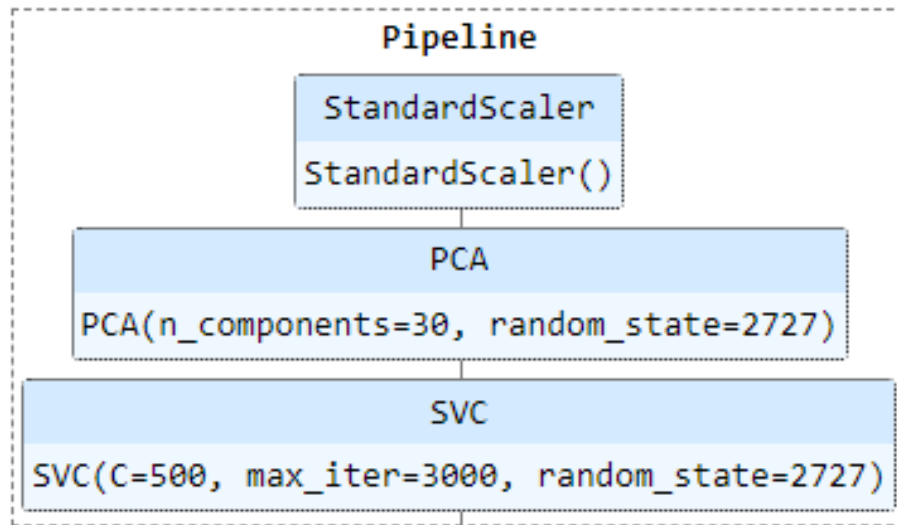 Pipeline
StandardScaler
StandardScaler()
PCA
PCA(n_components=30, random_state=2727)
SVC
SVC(C=500, max_iter=3000, random_state=2727)